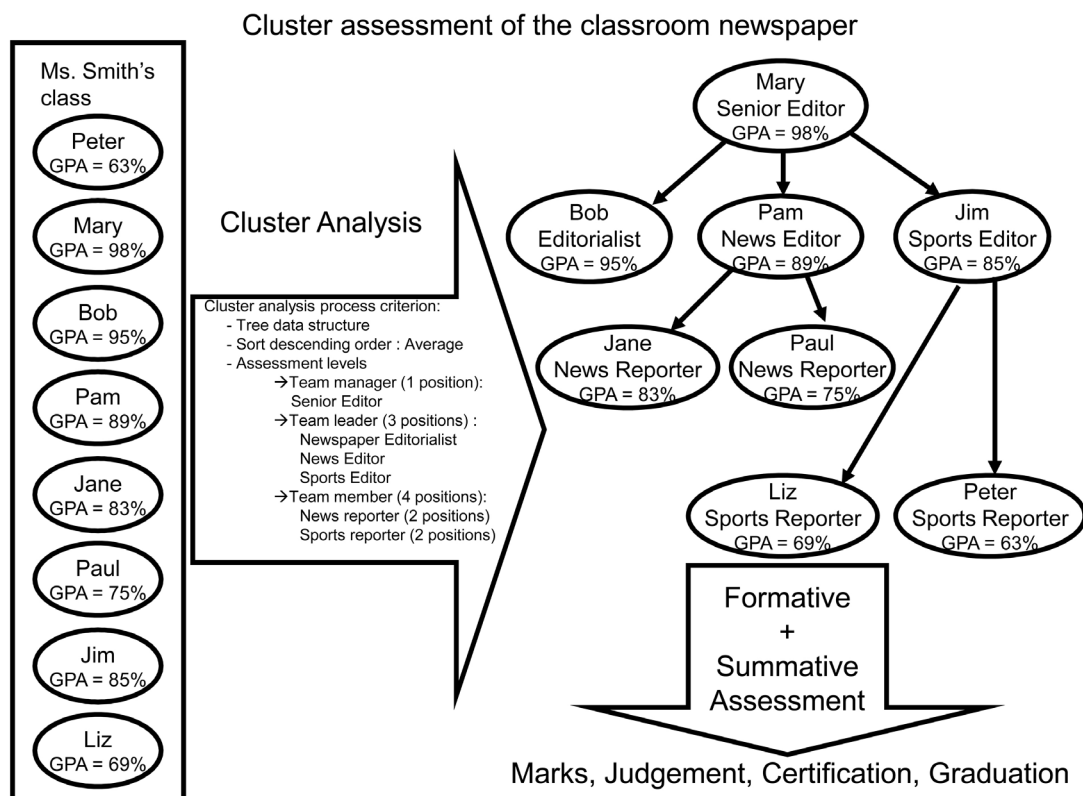 Cluster assessment of the classroom newspaper
Ms. Smith's
class
Peter
GPA = 63%
Mary
GPA = 98%
Bob
GPA = 95%
Pam
GPA = 89%
Jane
GPA = 83%
Paul
GPA = 75%
Jim
GPA = 85%
Liz
GPA = 69%
Cluster Analysis
Cluster analysis process criterion:
- Tree data structure
- Sort descending order : Average
- Assessment levels
→Team manager (1 position):
Senior Editor
→Team leader (3 positions) :
Newspaper Editorialist
News Editor
Sports Editor
→Team member (4 positions):
News reporter (2 positions)
Sports reporter (2 positions)
Mary
Senior Editor
GPA = 98%
Bob
Editorialist
GPA = 95%
Pam
News Editor
GPA = 89%
Jim
Sports Editor
GPA = 85%
Jane
News Reporter
GPA = 83%
Paul
News Reporter
GPA = 75%
Liz
Sports Reporter
GPA = 69%
Peter
Sports Reporter
GPA = 63%
Formative
+
Summative
Assessment
Marks, Judgement, Certification, Graduation